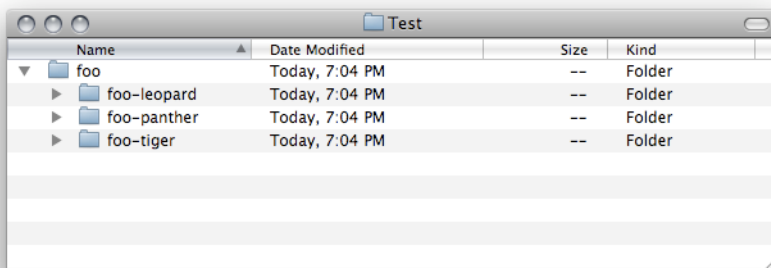 Test
Name Date Modified Size Kind
foo Today, 7:04 PM -- Folder
foo-leopard Today, 7:04 PM -- Folder
foo-panther Today, 7:04 PM -- Folder
foo-tiger Today, 7:04 PM -- Folder